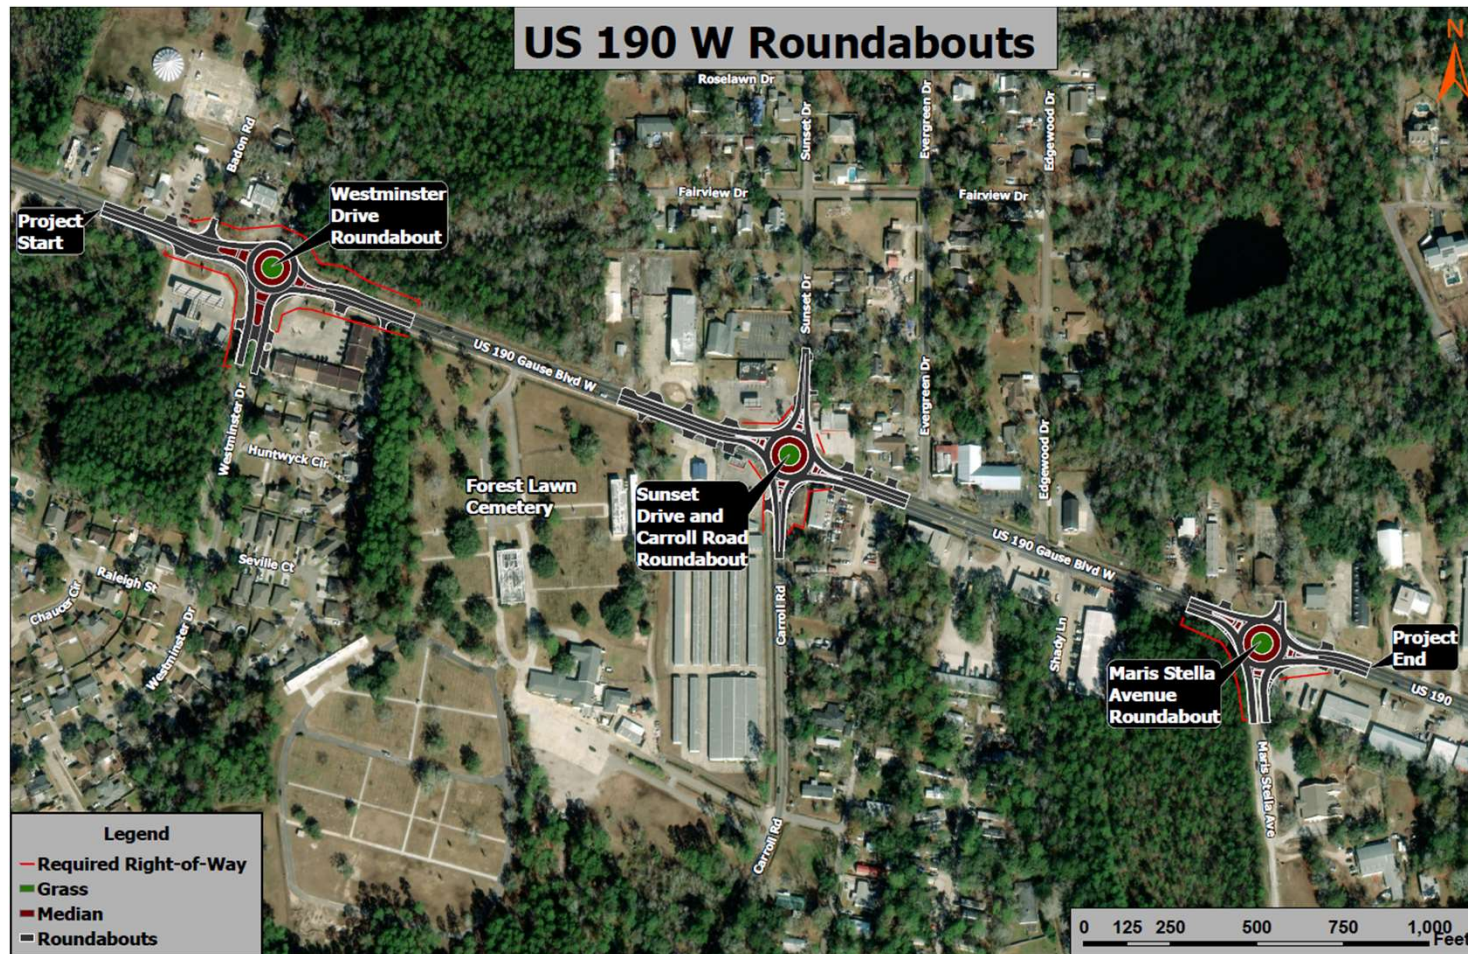 US 190 W Roundabouts
N
Roselawn Dr
Sunset Dr
Evergreen Dr
Edgewood Dr
Badon Rd
Fairview Dr
Fairview Dr
Project
Start
Westminster
Drive
Roundabout
Sunset Dr
US 190 Gause Blvd W
Evergreen Dr
Edgewood Dr
Westminster Dr
Huntwyck Cir
Forest Lawn
Cemetery
Sunset
Drive and
Carroll Road
Roundabout
US 190 Gause Blvd W
Seville Ct
Raleigh St
Chaucer Cir
Westminster Dr
Carroll Rd
Shady Ln
Project
End
Maris Stella
Avenue
Roundabout
US 190
Maris Stella Ave
Carroll Rd
Legend
Required Right-of-Way
Grass
Median
Roundabouts
0 125 250 500 750 1,000
Feet